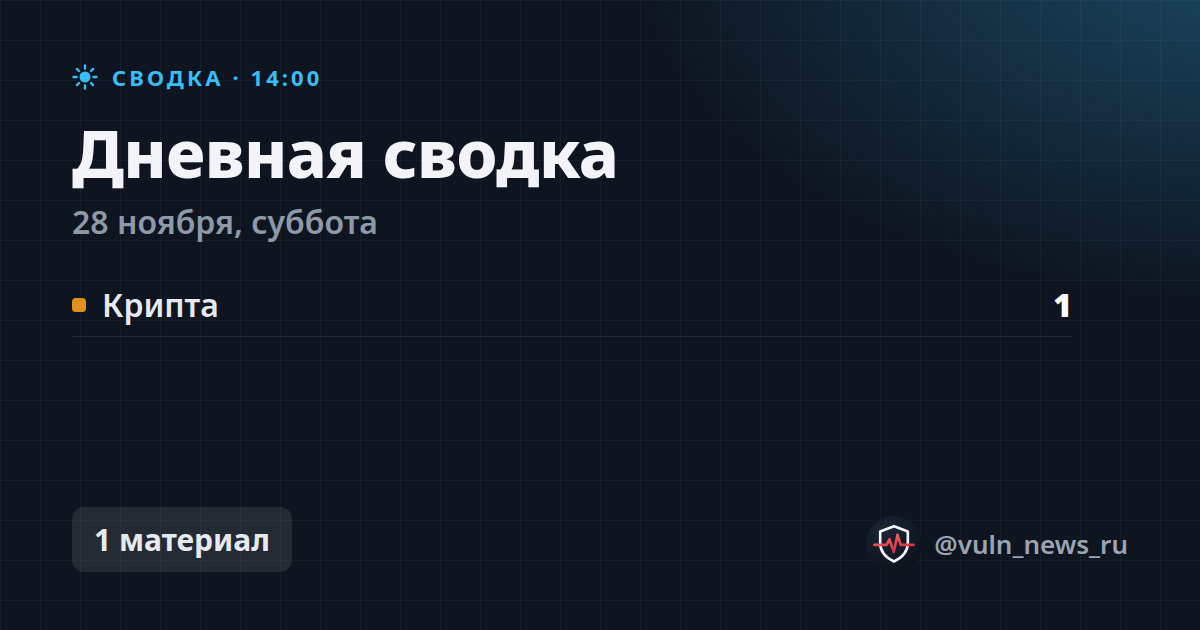 СВОДКА · 14:00
Дневная сводка
28 ноября, суббота
Крипта 1
1 материал
@vuln_news_ru